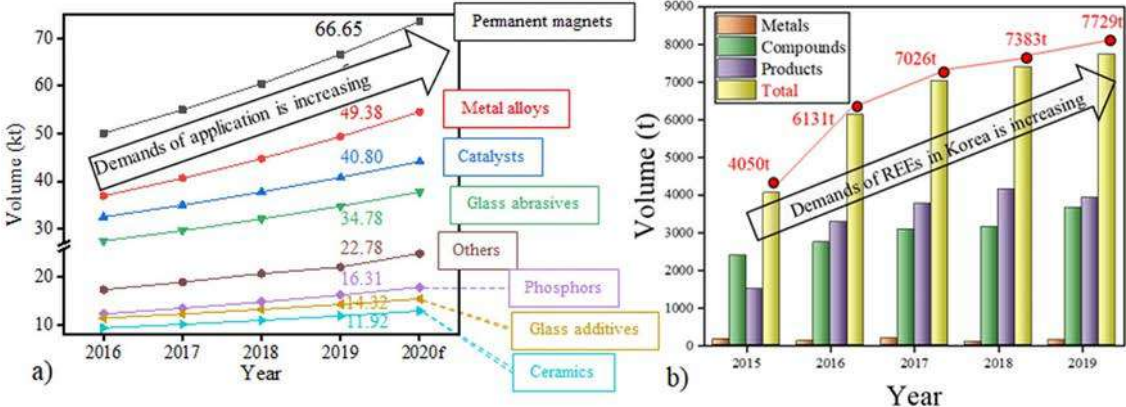 70
60
50
40
30
20
10
Volume (kt)
2016
2017
2018
2019
2020f
Year
a)
66.65
49.38
40.80
34.78
22.78
16.31
14.32
11.92
Demands of application is increasing
Permanent magnets
Metal alloys
Catalysts
Glass abrasives
Others
Phosphors
Glass additives
Ceramics
9000
8000
7000
6000
5000
4000
3000
2000
1000
0
Volume (t)
Metals
Compounds
Products
Total
4050t
6131t
7026t
7383t
7729t
Demands of REEs in Korea is increasing
2015
2016
2017
2018
2019
Year
b)